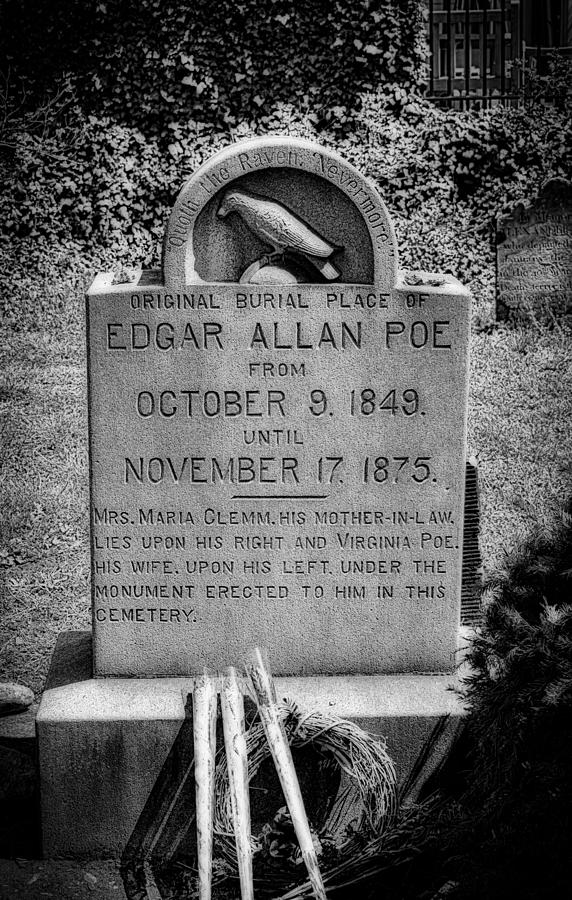 Quoth the Raven, "Nevermore."
ORIGINAL BURIAL PLACE OF
EDGAR ALLAN POE
FROM
OCTOBER 9. 1849.
UNTIL
NOVEMBER 17. 1875.
MRS. MARIA CLEMM. HIS MOTHER-IN-LAW.
LIES UPON HIS RIGHT AND VIRGINIA POE.
HIS WIFE. UPON HIS LEFT. UNDER THE
MONUMENT ERECTED TO HIM IN THIS
CEMETERY.
who departed